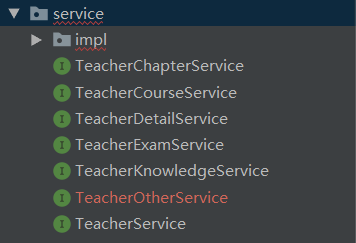 service
impl
I TeacherChapterService
I TeacherCourseService
I TeacherDetailService
I TeacherExamService
I TeacherKnowledgeService
I TeacherOtherService
I TeacherService